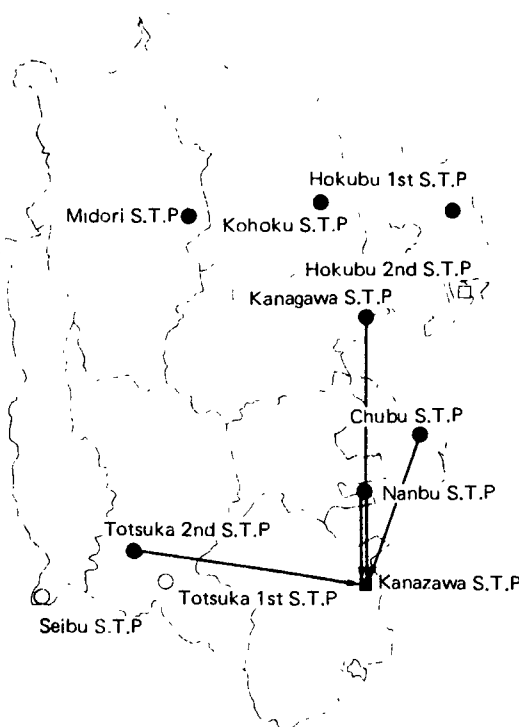 Hokubu 1st S.T.P
Midori S.T.P
Kohoku S.T.P
Hokubu 2nd S.T.P
Kanagawa S.T.P
Chubu S.T.P
Nanbu S.T.P
Totsuka 2nd S.T.P
Totsuka 1st S.T.P
Kanazawa S.T.P
Seibu S.T.P